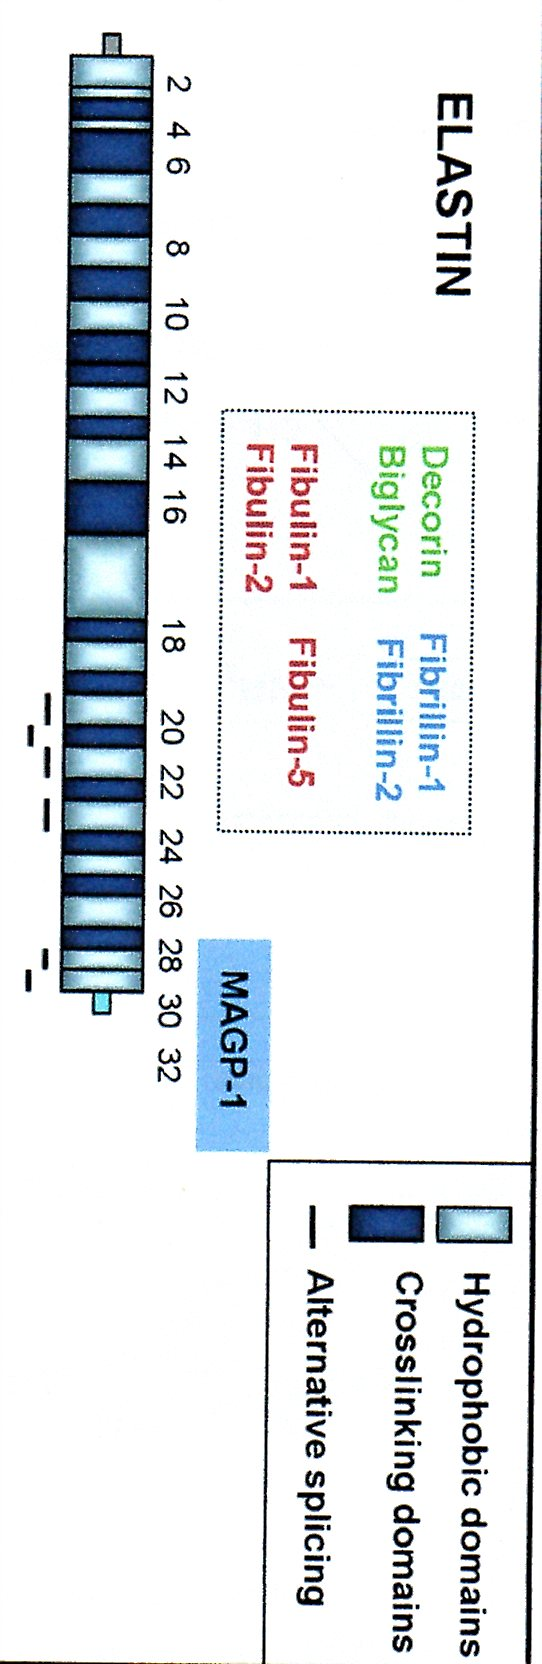 ELASTIN
Decorin Fibrillin-1
Biglycan Fibrillin-2
Fibulin-1 Fibulin-5
Fibulin-2
MAGP-1
2 4 6 8 10 12 14 16 18 20 22 24 26 28 30 32
Hydrophobic domains
Crosslinking domains
Alternative splicing